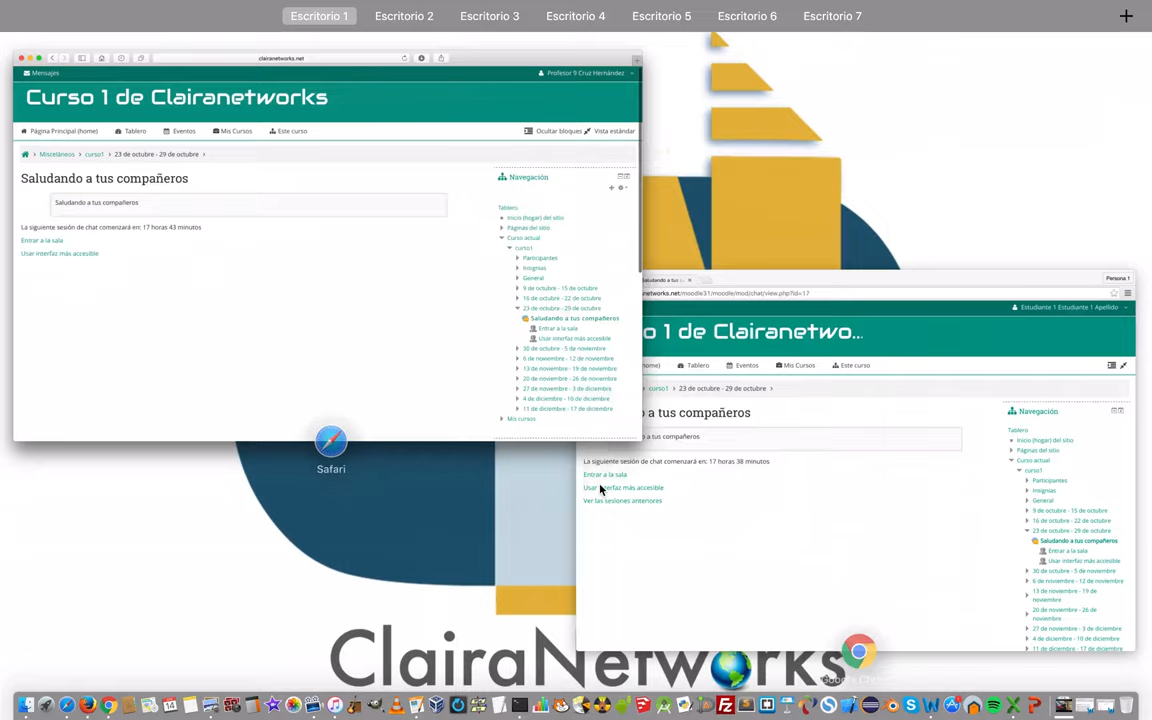 Escritorio 1 Escritorio 2 Escritorio 3 Escritorio 4 Escritorio 5 Escritorio 6 Escritorio 7
clairanetworks.net
Mensajes
Profesor 9 Cruz Hernández
Curso 1 de Clairanetworks
Página Principal (home) Tablero Eventos Mis Cursos Este curso Ocultar bloques Vista estándar
Misceláneos curso1 23 de octubre - 29 de octubre
Saludando a tus compañeros
Saludando a tus compañeros
La siguiente sesión de chat comenzará en: 17 horas 43 minutos
Entrar a la sala
Usar interfaz más accesible
Navegación
Tablero
Inicio (hogar) del sitio
Páginas del sitio
Curso actual
curso1
Participantes
Insignias
General
9 de octubre - 15 de octubre
16 de octubre - 22 de octubre
23 de octubre - 29 de octubre
Saludando a tus compañeros
Entrar a la sala
Usar interfaz más accesible
30 de octubre - 5 de noviembre
6 de noviembre - 12 de noviembre
13 de noviembre - 19 de noviembre
20 de noviembre - 26 de noviembre
27 de noviembre - 3 de diciembre
4 de diciembre - 10 de diciembre
11 de diciembre - 17 de diciembre
Mis cursos
Safari
Persona 1
networks.net/moodle31/mod/chat/view.php?id=17
Estudiante 1 Estudiante 1 Apellido
o 1 de Clairanetwo...
home) Tablero Eventos Mis Cursos Este curso
curso1 23 de octubre - 29 de octubre
o a tus compañeros
o a tus compañeros
La siguiente sesión de chat comenzará en: 17 horas 38 minutos
Entrar a la sala
Usar interfaz más accesible
Ver las sesiones anteriores
Navegación
Tablero
Inicio (hogar) del sitio
Páginas del sitio
Curso actual
curso1
Participantes
Insignias
General
9 de octubre - 15 de octubre
16 de octubre - 22 de octubre
23 de octubre - 29 de octubre
Saludando a tus compañeros
Entrar a la sala
Usar interfaz más accesible
30 de octubre - 5 de noviembre
6 de noviembre - 12 de noviembre
13 de noviembre - 19 de
noviembre
20 de noviembre - 26 de
noviembre
27 de noviembre - 3 de diciembre
4 de diciembre - 10 de diciembre
11 de diciembre - 17 de diciembre
ClairaNetworks